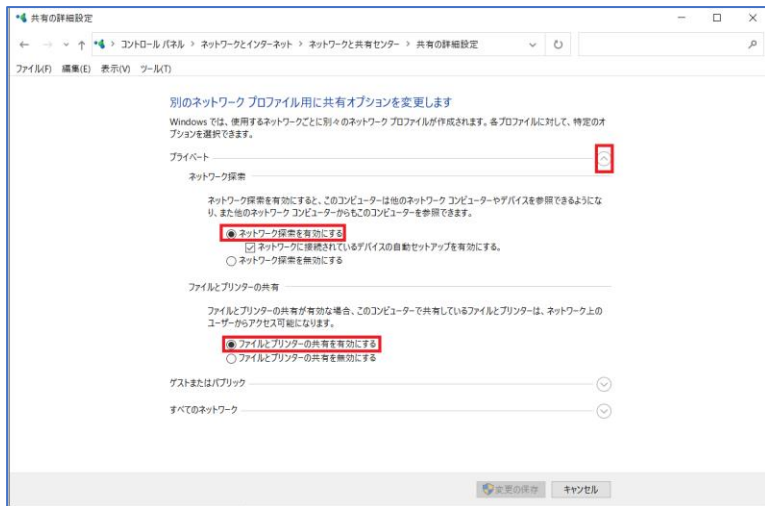 共有の詳細設定
コントロール パネル > ネットワークとインターネット > ネットワークと共有センター > 共有の詳細設定
ファイル(F) 編集(E) 表示(V) ツール(T)
別のネットワーク プロファイル用に共有オプションを変更します
Windows では、使用するネットワークごとに別々のネットワーク プロファイルが作成されます。各プロファイルに対して、特定のオ
プションを選択できます。
プライベート
ネットワーク探索
ネットワーク探索を有効にすると、このコンピューターは他のネットワーク コンピューターやデバイスを参照できるようにな
り、また他のネットワーク コンピューターからもこのコンピューターを参照できます。
ネットワーク探索を有効にする
ネットワークに接続されているデバイスの自動セットアップを有効にする。
ネットワーク探索を無効にする
ファイルとプリンターの共有
ファイルとプリンターの共有が有効な場合、このコンピューターで共有しているファイルとプリンターは、ネットワーク上の
ユーザーからアクセス可能になります。
ファイルとプリンターの共有を有効にする
ファイルとプリンターの共有を無効にする
ゲストまたはパブリック
すべてのネットワーク
変更の保存 キャンセル